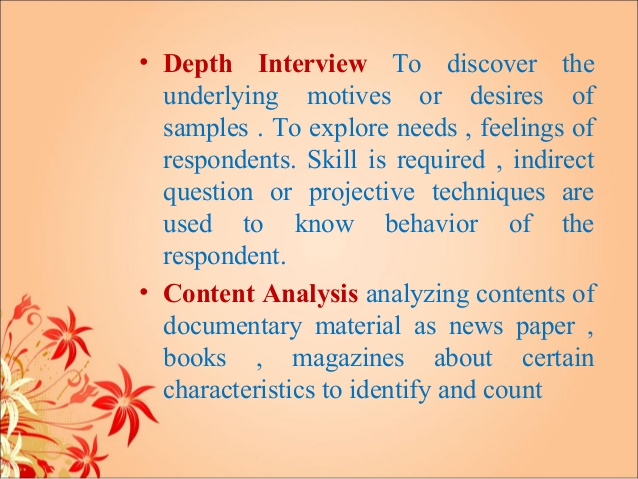 • Depth Interview To discover the
underlying motives or desires of
samples . To explore needs , feelings of
respondents. Skill is required , indirect
question or projective techniques are
used to know behavior of the
respondent.
• Content Analysis analyzing contents of
documentary material as news paper ,
books , magazines about certain
characteristics to identify and count